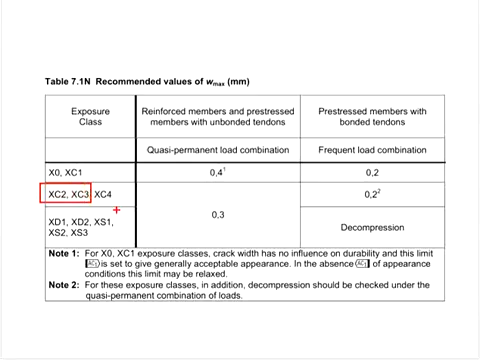 Table 7.1N Recommended values of wmax (mm)
Exposure Class
Reinforced members and prestressed members with unbonded tendons
Prestressed members with bonded tendons
Quasi-permanent load combination
Frequent load combination
X0, XC1
0,4¹
0,2
XC2, XC3, XC4
0,3
0,2²
XD1, XD2, XS1,
XS2, XS3
Decompression
Note 1: For X0, XC1 exposure classes, crack width has no influence on durability and this limit
AC1 is set to give generally acceptable appearance. In the absence AC1 of appearance
conditions this limit may be relaxed.
Note 2: For these exposure classes, in addition, decompression should be checked under the
quasi-permanent combination of loads.